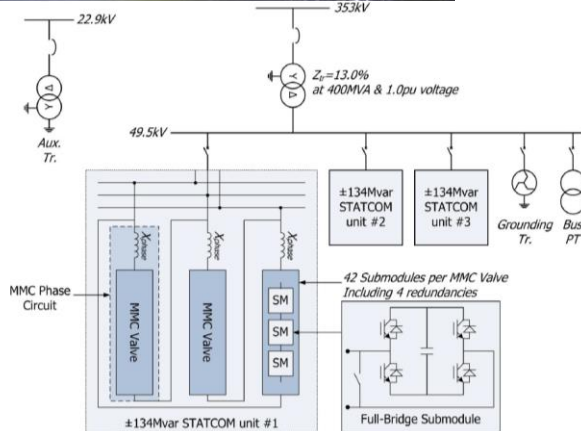 22.9kV
353kV
Y Δ
Z_tr=13.0%
at 400MVA & 1.0pu voltage
Δ Y
Aux.
Tr.
49.5kV
±134Mvar
STATCOM
unit #2
±134Mvar
STATCOM
unit #3
Grounding
Tr.
Bus
PT
X_phase
X_phase
X_phase
MMC Phase
Circuit
MMC Valve
MMC Valve
SM
SM
SM
42 Submodules per MMC Valve
Including 4 redundancies
Full-Bridge Submodule
±134Mvar STATCOM unit #1